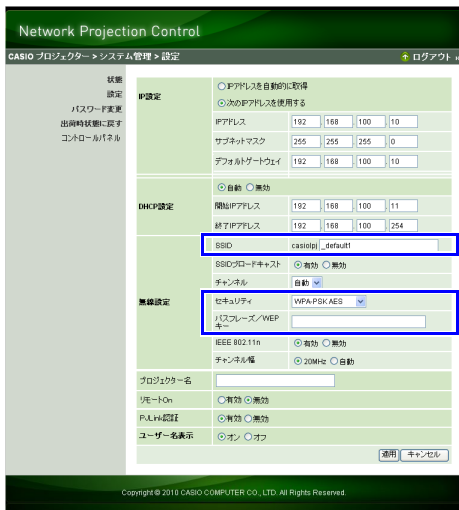 Network Projection Control
CASIO プロジェクター > システム管理 > 設定
ログアウト
状態
設定
パスワード変更
出荷時状態に戻す
コントロールパネル
IP設定
IPアドレスを自動的に取得
次のIPアドレスを使用する
IPアドレス 192 . 168 . 100 . 10
サブネットマスク 255 . 255 . 255 . 0
デフォルトゲートウェイ 192 . 168 . 100 . 10
DHCP設定
自動 無効
開始IPアドレス 192 . 168 . 100 . 11
終了IPアドレス 192 . 168 . 100 . 254
無線設定
SSID casiolpj _default1
SSIDブロードキャスト 有効 無効
チャンネル 自動
セキュリティ WPA-PSK AES
パスフレーズ/WEP
キー
IEEE 802.11n 有効 無効
チャンネル幅 20MHz 自動
プロジェクター名
リモートOn 有効 無効
PJLink認証 有効 無効
ユーザー名表示 オン オフ
適用 キャンセル
Copyright © 2010 CASIO COMPUTER CO., LTD. All Rights Reserved.